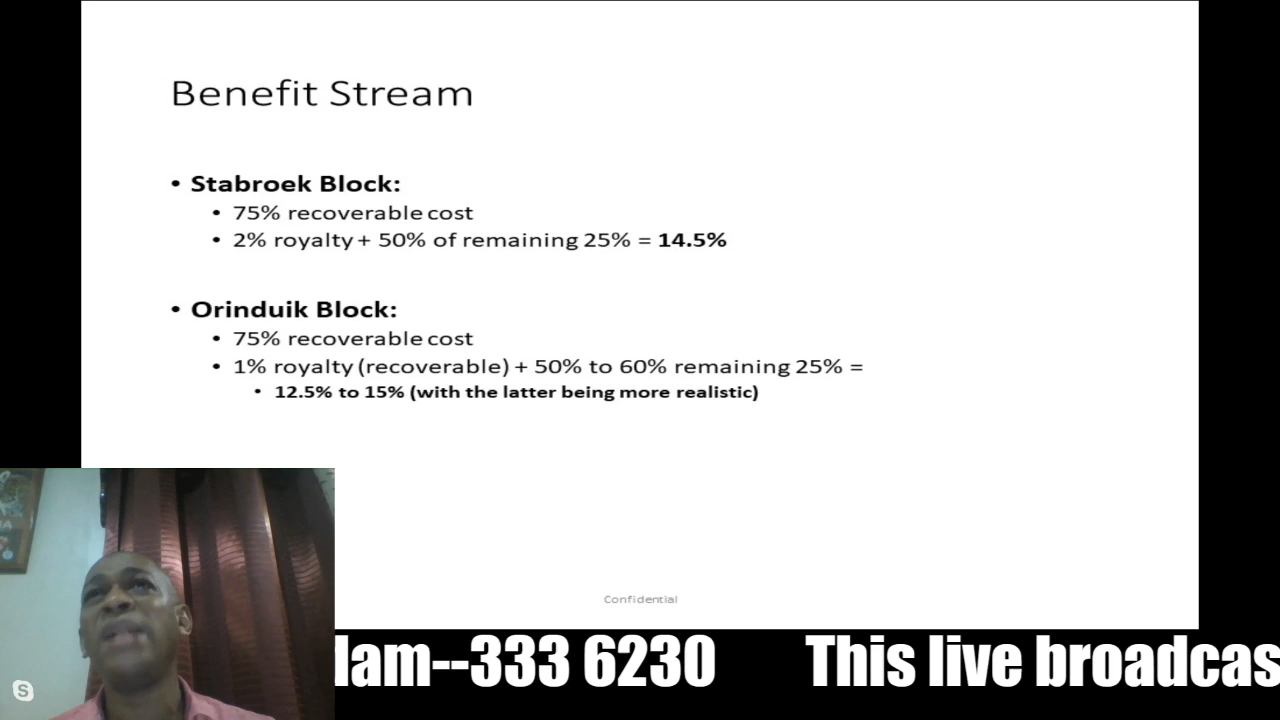 Benefit Stream
• Stabroek Block:
• 75% recoverable cost
• 2% royalty + 50% of remaining 25% = 14.5%
• Orinduik Block:
• 75% recoverable cost
• 1% royalty (recoverable) + 50% to 60% remaining 25% =
• 12.5% to 15% (with the latter being more realistic)
Confidential
dam--333 6230 This live broadcas
S